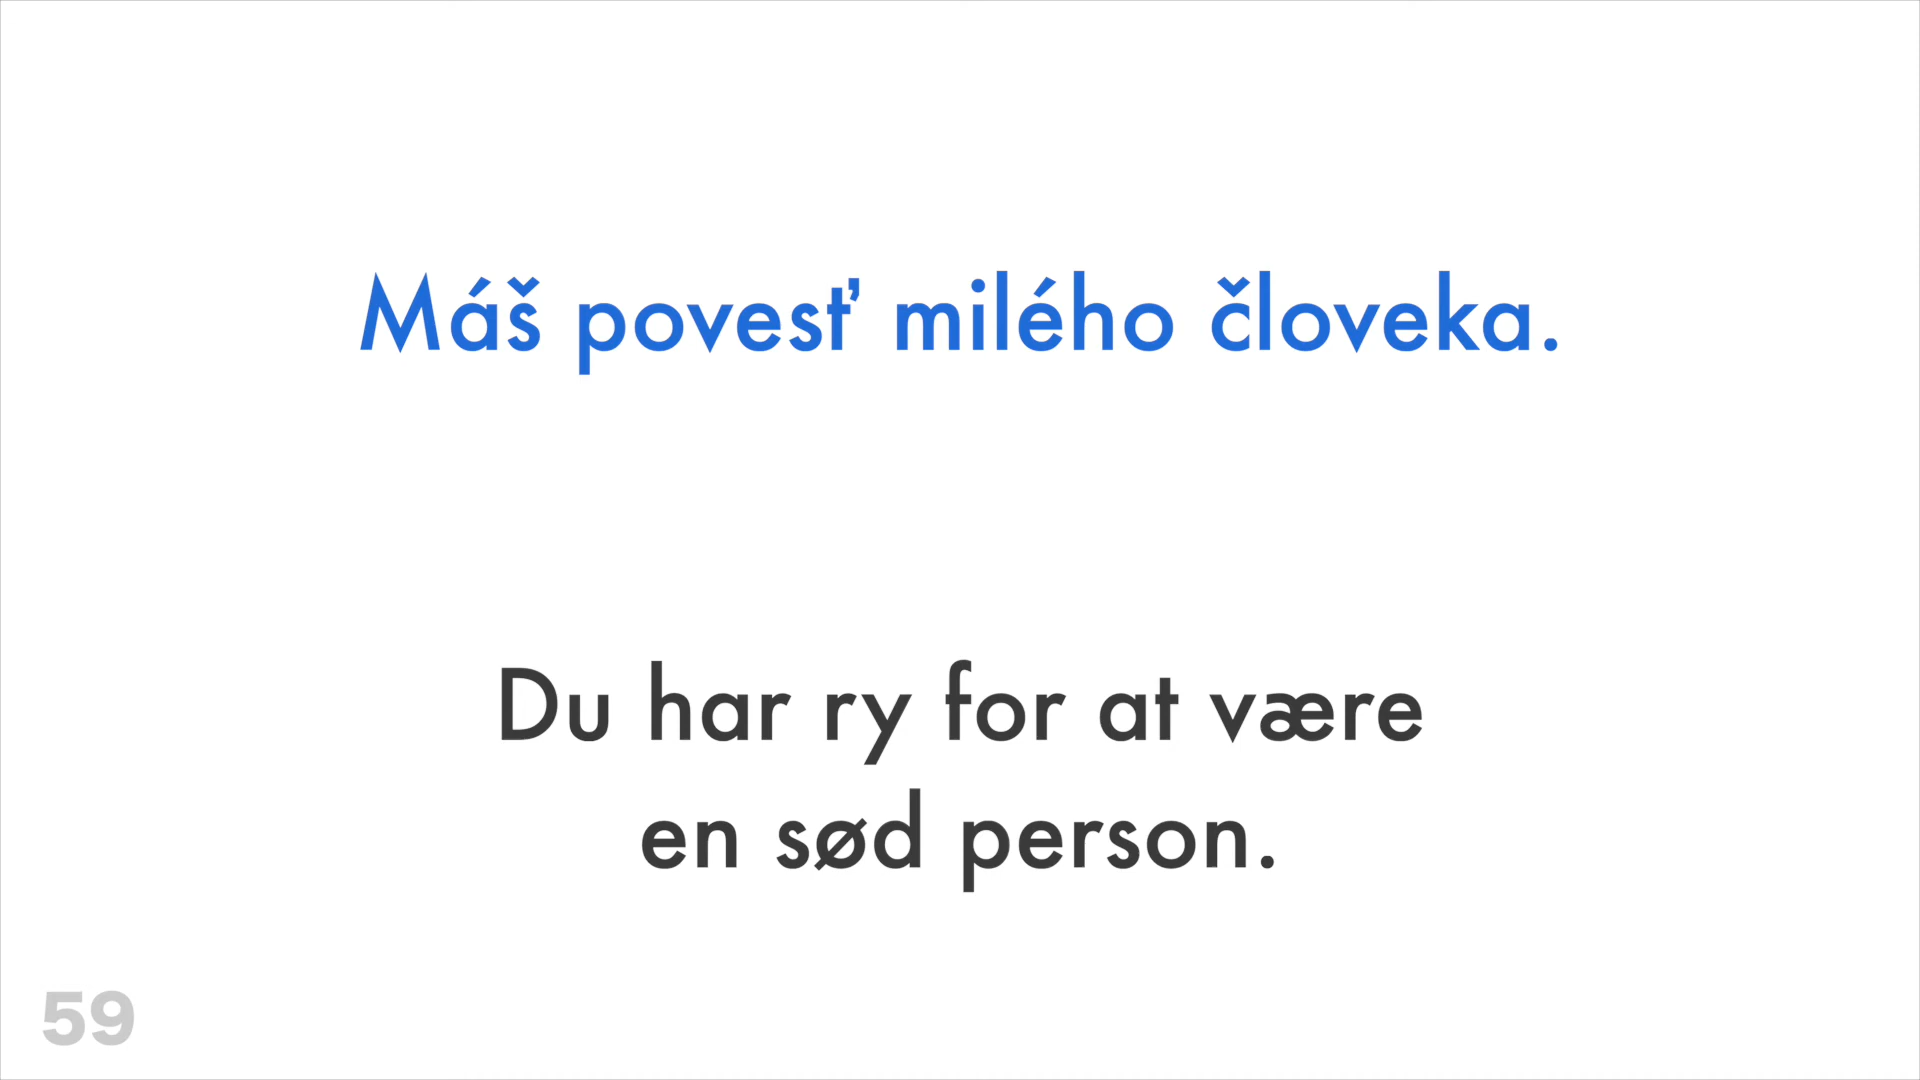 Máš povesť milého človeka.
Du har ry for at være
en sød person.
59